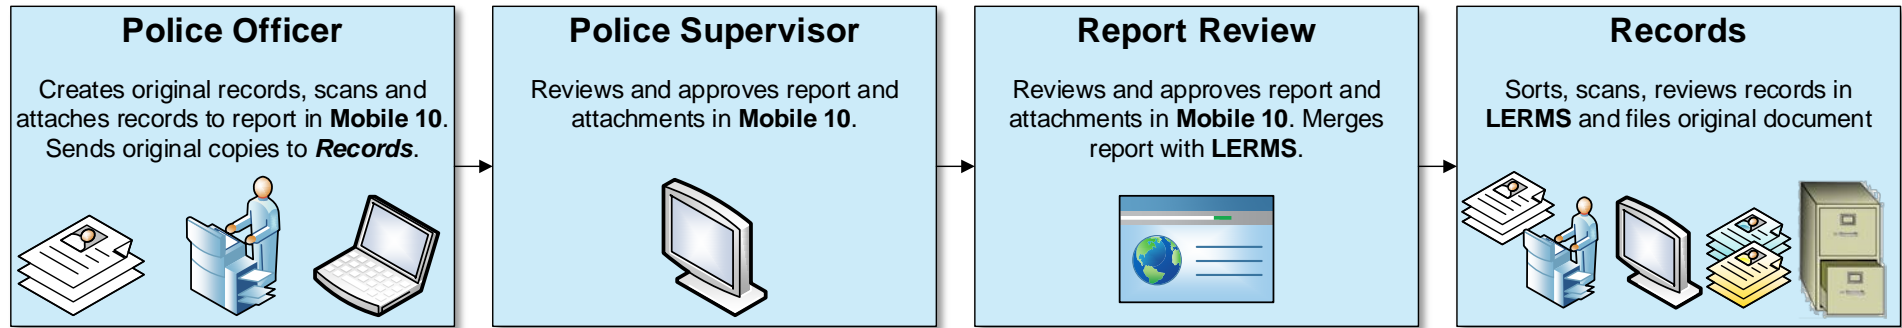 Police Officer
Creates original records, scans and
attaches records to report in Mobile 10.
Sends original copies to Records.
Police Supervisor
Reviews and approves report and
attachments in Mobile 10.
Report Review
Reviews and approves report and
attachments in Mobile 10. Merges
report with LERMS.
Records
Sorts, scans, reviews records in
LERMS and files original document